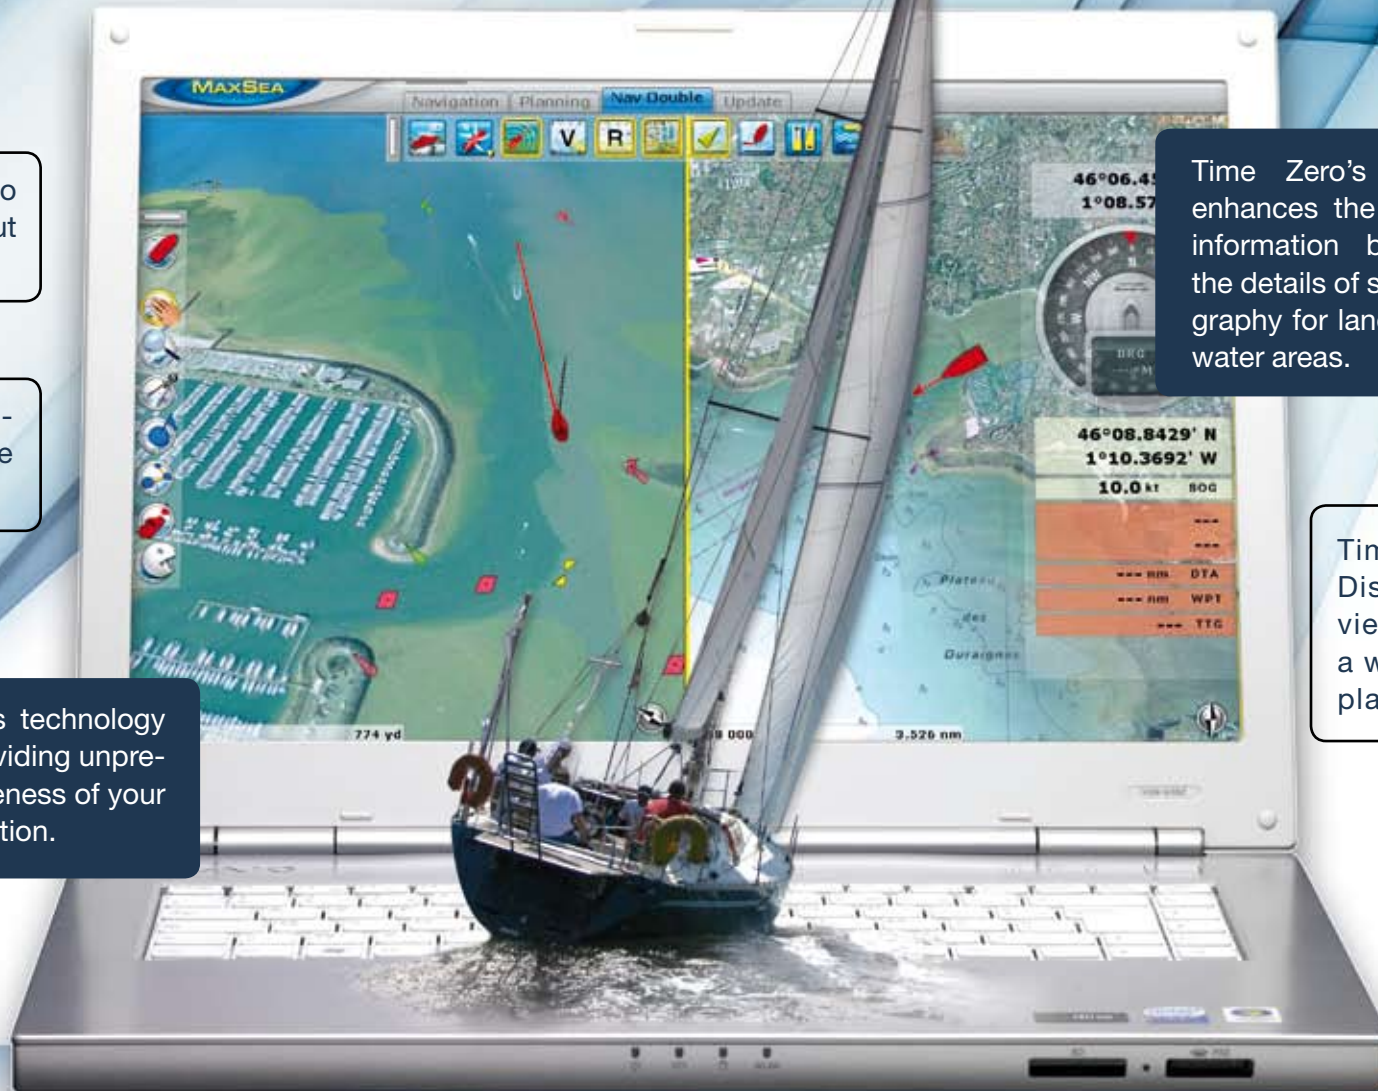 MAXSEA
Navigation
Planning
Nav Double
Update
V
R
46°06.4
1°08.57
Time Zero’s
enhances the
information b
the details of s
graphy for lan
water areas.
o
ut
-
e
46°08.8429' N
1°10.3692' W
10.0 kt SOG
---
---
--- nm DTA
--- nm WPT
--- TTG
Plateau
des
Duraignes
Tim
Dis
vie
a w
pla
s technology
viding unpre-
eness of your
tion.
774 yd
000
3.526 nm